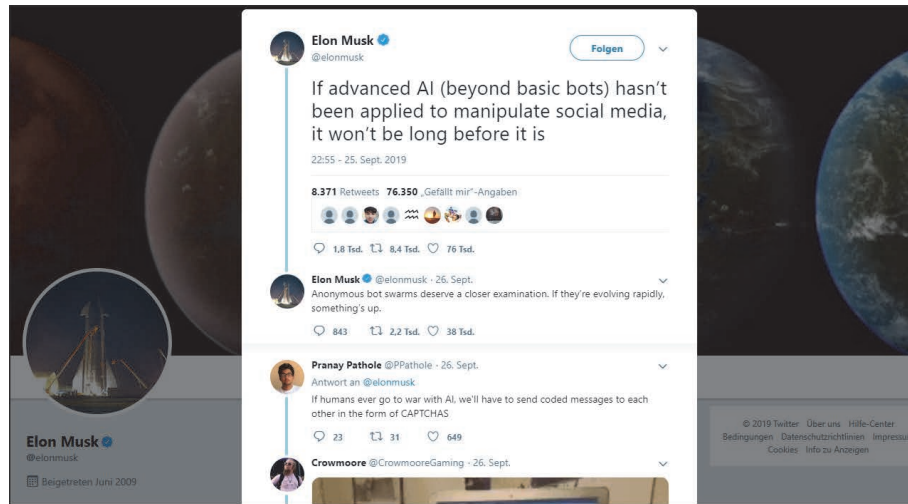 Elon Musk
@elonmusk
Folgen
If advanced AI (beyond basic bots) hasn't
been applied to manipulate social media,
it won't be long before it is
22:55 - 25. Sept. 2019
8.371 Retweets 76.350 „Gefällt mir"-Angaben
1,8 Tsd. 8,4 Tsd. 76 Tsd.
Elon Musk @elonmusk · 26. Sept.
Anonymous bot swarms deserve a closer examination. If they're evolving rapidly,
something's up.
843 2,2 Tsd. 38 Tsd.
Pranay Pathole @PPathole · 26. Sept.
Antwort an @elonmusk
If humans ever go to war with AI, we'll have to send coded messages to each
other in the form of CAPTCHAS
23 31 649
Crowmoore @CrowmooreGaming · 26. Sept.
Elon Musk
@elonmusk
Beigetreten Juni 2009
© 2019 Twitter Über uns Hilfe-Center
Bedingungen Datenschutzrichtlinien Impressu
Cookies Info zu Anzeigen